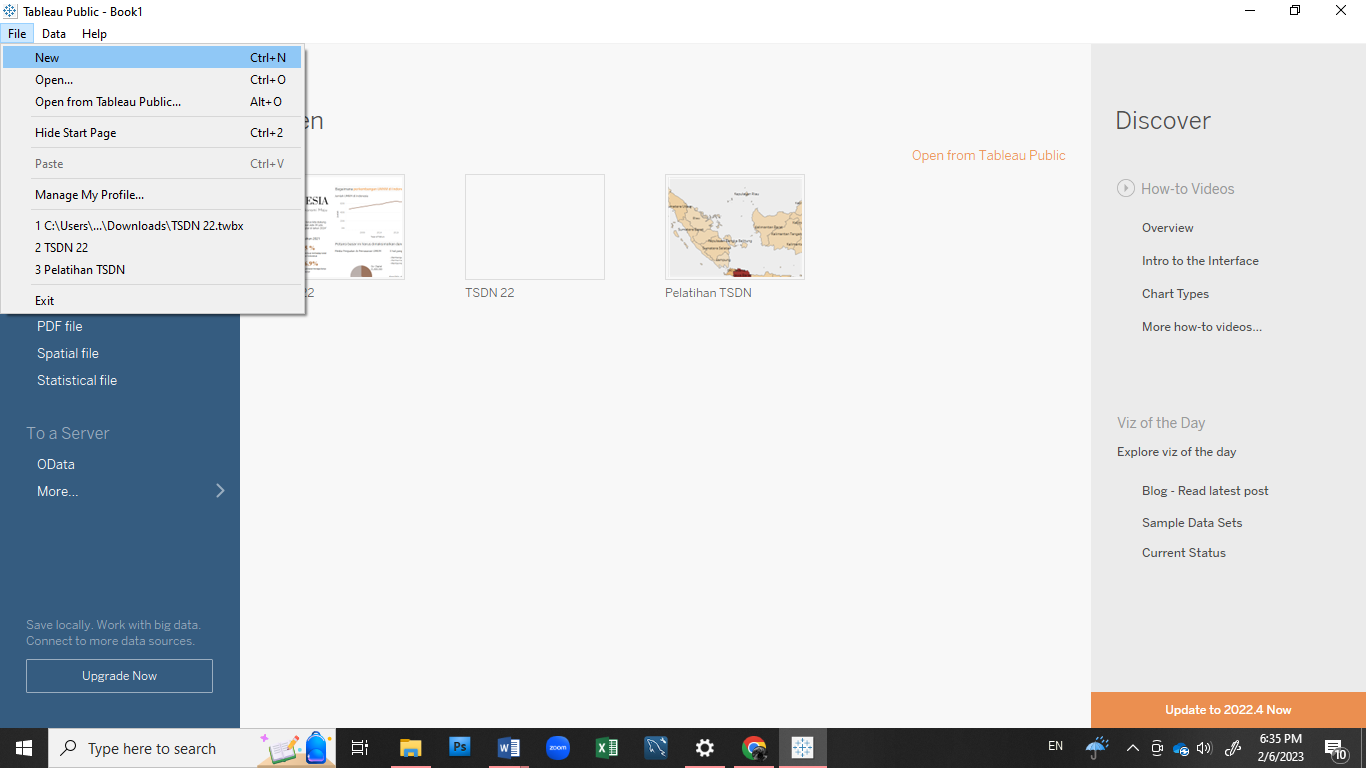 Tableau Public - Book1
File Data Help
New Ctrl+N
Open... Ctrl+O
Open from Tableau Public... Alt+O
Hide Start Page Ctrl+2
Paste Ctrl+V
Manage My Profile...
1 C:\Users\...\Downloads\TSDN 22.twbx
2 TSDN 22
3 Pelatihan TSDN
Exit
PDF file
Spatial file
Statistical file
To a Server
OData
More...
Save locally. Work with big data.
Connect to more data sources.
Upgrade Now
en
Open from Tableau Public
22
TSDN 22
Pelatihan TSDN
Discover
How-to Videos
Overview
Intro to the Interface
Chart Types
More how-to videos...
Viz of the Day
Explore viz of the day
Blog - Read latest post
Sample Data Sets
Current Status
Update to 2022.4 Now
Type here to search
Ps
zoom
EN
6:35 PM
2/6/2023
10